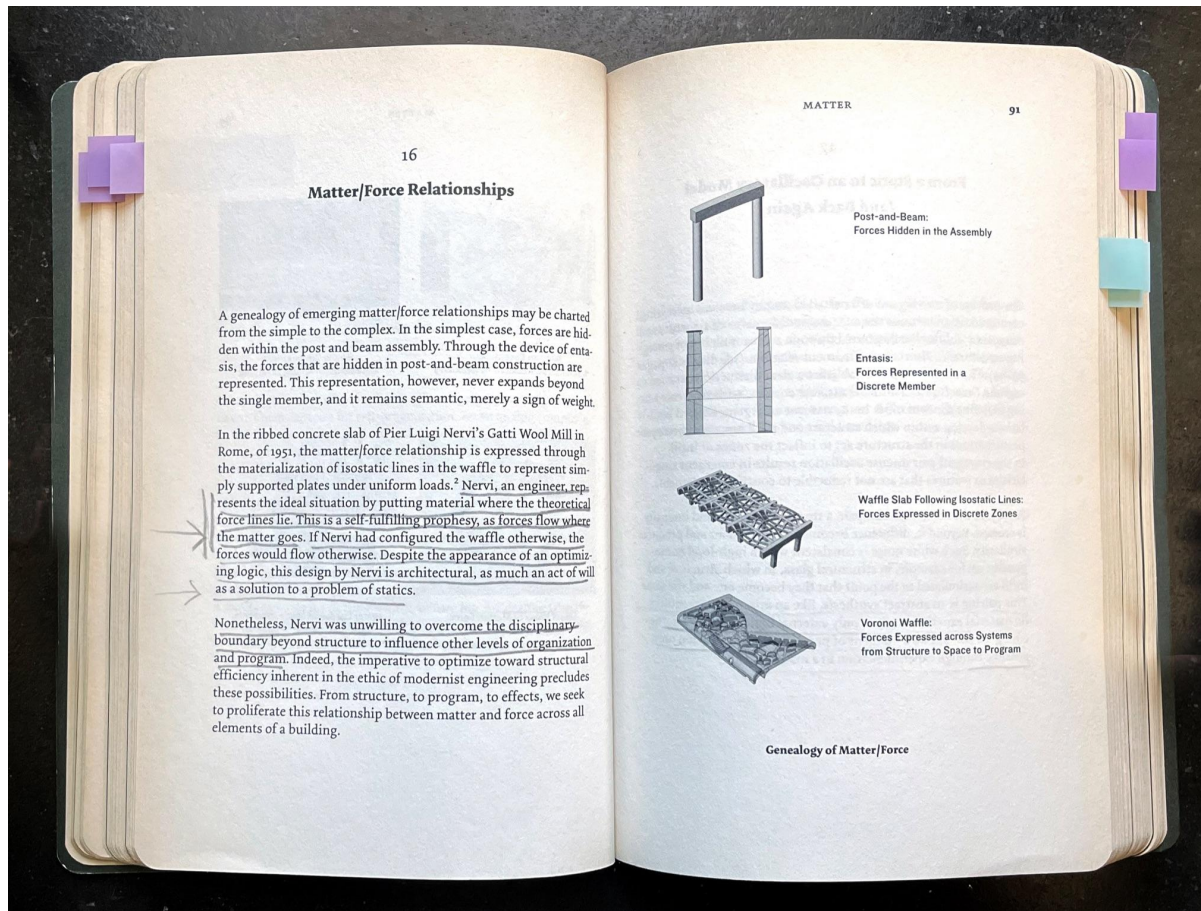 16
Matter/Force Relationships
A genealogy of emerging matter/force relationships may be charted
from the simple to the complex. In the simplest case, forces are hid-
den within the post and beam assembly. Through the device of enta-
sis, the forces that are hidden in post-and-beam construction are
represented. This representation, however, never expands beyond
the single member, and it remains semantic, merely a sign of weight.
In the ribbed concrete slab of Pier Luigi Nervi's Gatti Wool Mill in
Rome, of 1951, the matter/force relationship is expressed through
the materialization of isostatic lines in the waffle to represent sim-
ply supported plates under uniform loads.² Nervi, an engineer, rep-
resents the ideal situation by putting material where the theoretical
force lines lie. This is a self-fulfilling prophesy, as forces flow where
the matter goes. If Nervi had configured the waffle otherwise, the
forces would flow otherwise. Despite the appearance of an optimiz-
ing logic, this design by Nervi is architectural, as much an act of will
as a solution to a problem of statics.
Nonetheless, Nervi was unwilling to overcome the disciplinary
boundary beyond structure to influence other levels of organization
and program. Indeed, the imperative to optimize toward structural
efficiency inherent in the ethic of modernist engineering precludes
these possibilities. From structure, to program, to effects, we seek
to proliferate this relationship between matter and force across all
elements of a building.
MATTER
91
Post-and-Beam:
Forces Hidden in the Assembly
Entasis:
Forces Represented in a
Discrete Member
Waffle Slab Following Isostatic Lines:
Forces Expressed in Discrete Zones
Voronoi Waffle:
Forces Expressed across Systems
from Structure to Space to Program
Genealogy of Matter/Force